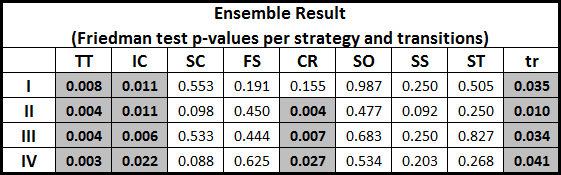 Ensemble Result
(Friedman test p-values per strategy and transitions)
TT IC SC FS CR SO SS ST tr
I 0.008 0.011 0.553 0.191 0.155 0.987 0.250 0.505 0.035
II 0.004 0.011 0.098 0.450 0.004 0.477 0.092 0.250 0.010
III 0.004 0.006 0.533 0.444 0.007 0.683 0.250 0.827 0.034
IV 0.003 0.022 0.088 0.625 0.027 0.534 0.203 0.268 0.041